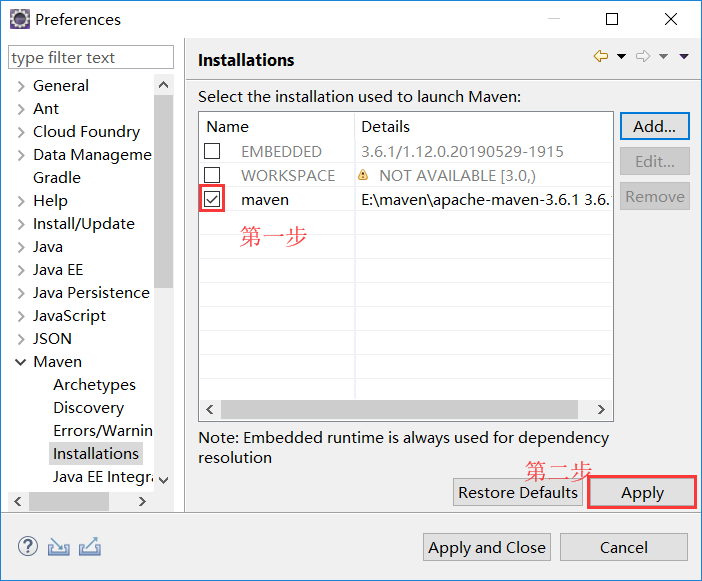 Preferences
type filter text
General
Ant
Cloud Foundry
Data Manageme
Gradle
Help
Install/Update
Java
Java EE
Java Persistence
JavaScript
JSON
Maven
Archetypes
Discovery
Errors/Warnin
Installations
Java EE Integra
Installations
Select the installation used to launch Maven:
Name Details
EMBEDDED 3.6.1/1.12.0.20190529-1915
WORKSPACE NOT AVAILABLE [3.0,)
maven E:\maven\apache-maven-3.6.1 3.6.
第一步
Add...
Edit...
Remove
Note: Embedded runtime is always used for dependency
resolution
第二步
Restore Defaults Apply
Apply and Close Cancel